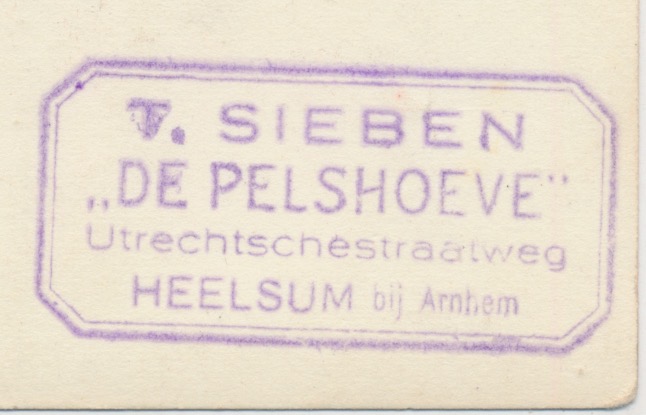 T. SIEBEN
„DE PELSHOEVE"
Utrechtschestraatweg
HEELSUM bij Arnhem